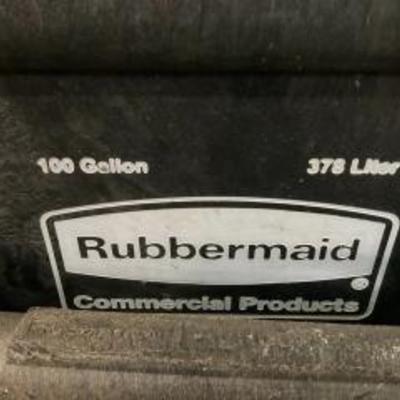 100 Gallon 378 Liter
Rubbermaid ®
Commercial Products